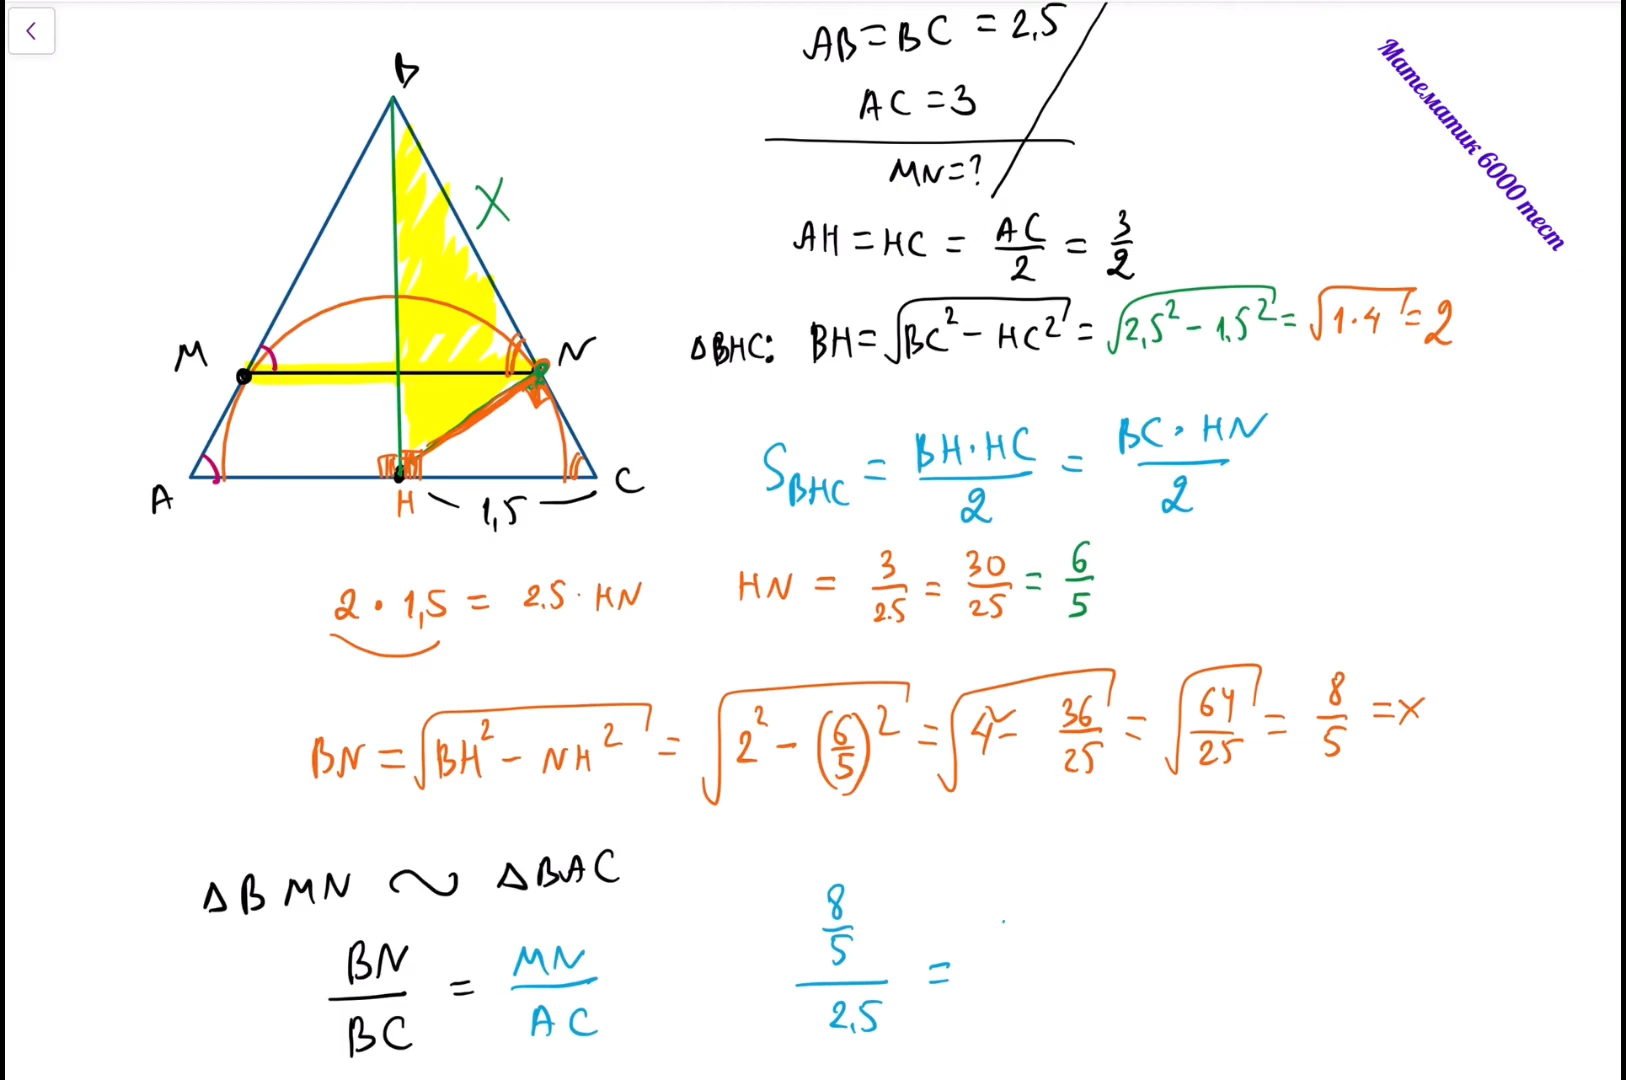 AB=BC = 2,5
AC =3
MN=?
Математик 6000 тест
B
X
M
N
A
H
C
1,5
AH = HC = AC/2 = 3/2
ΔBHC: BH=√(BC² − HC²) = √(2,5² − 1,5²) = √(1·4) = 2
S_BHC = BH·HC/2 = BC·HN/2
2 · 1,5 = 2.5 · HN
HN = 3/2.5 = 30/25 = 6/5
BN = √(BH² − NH²) = √(2² − (6/5)²) = √(4 − 36/25) = √(64/25) = 8/5 = x
ΔBMN ∼ ΔBAC
BN/BC = MN/AC
8/5/2,5 =